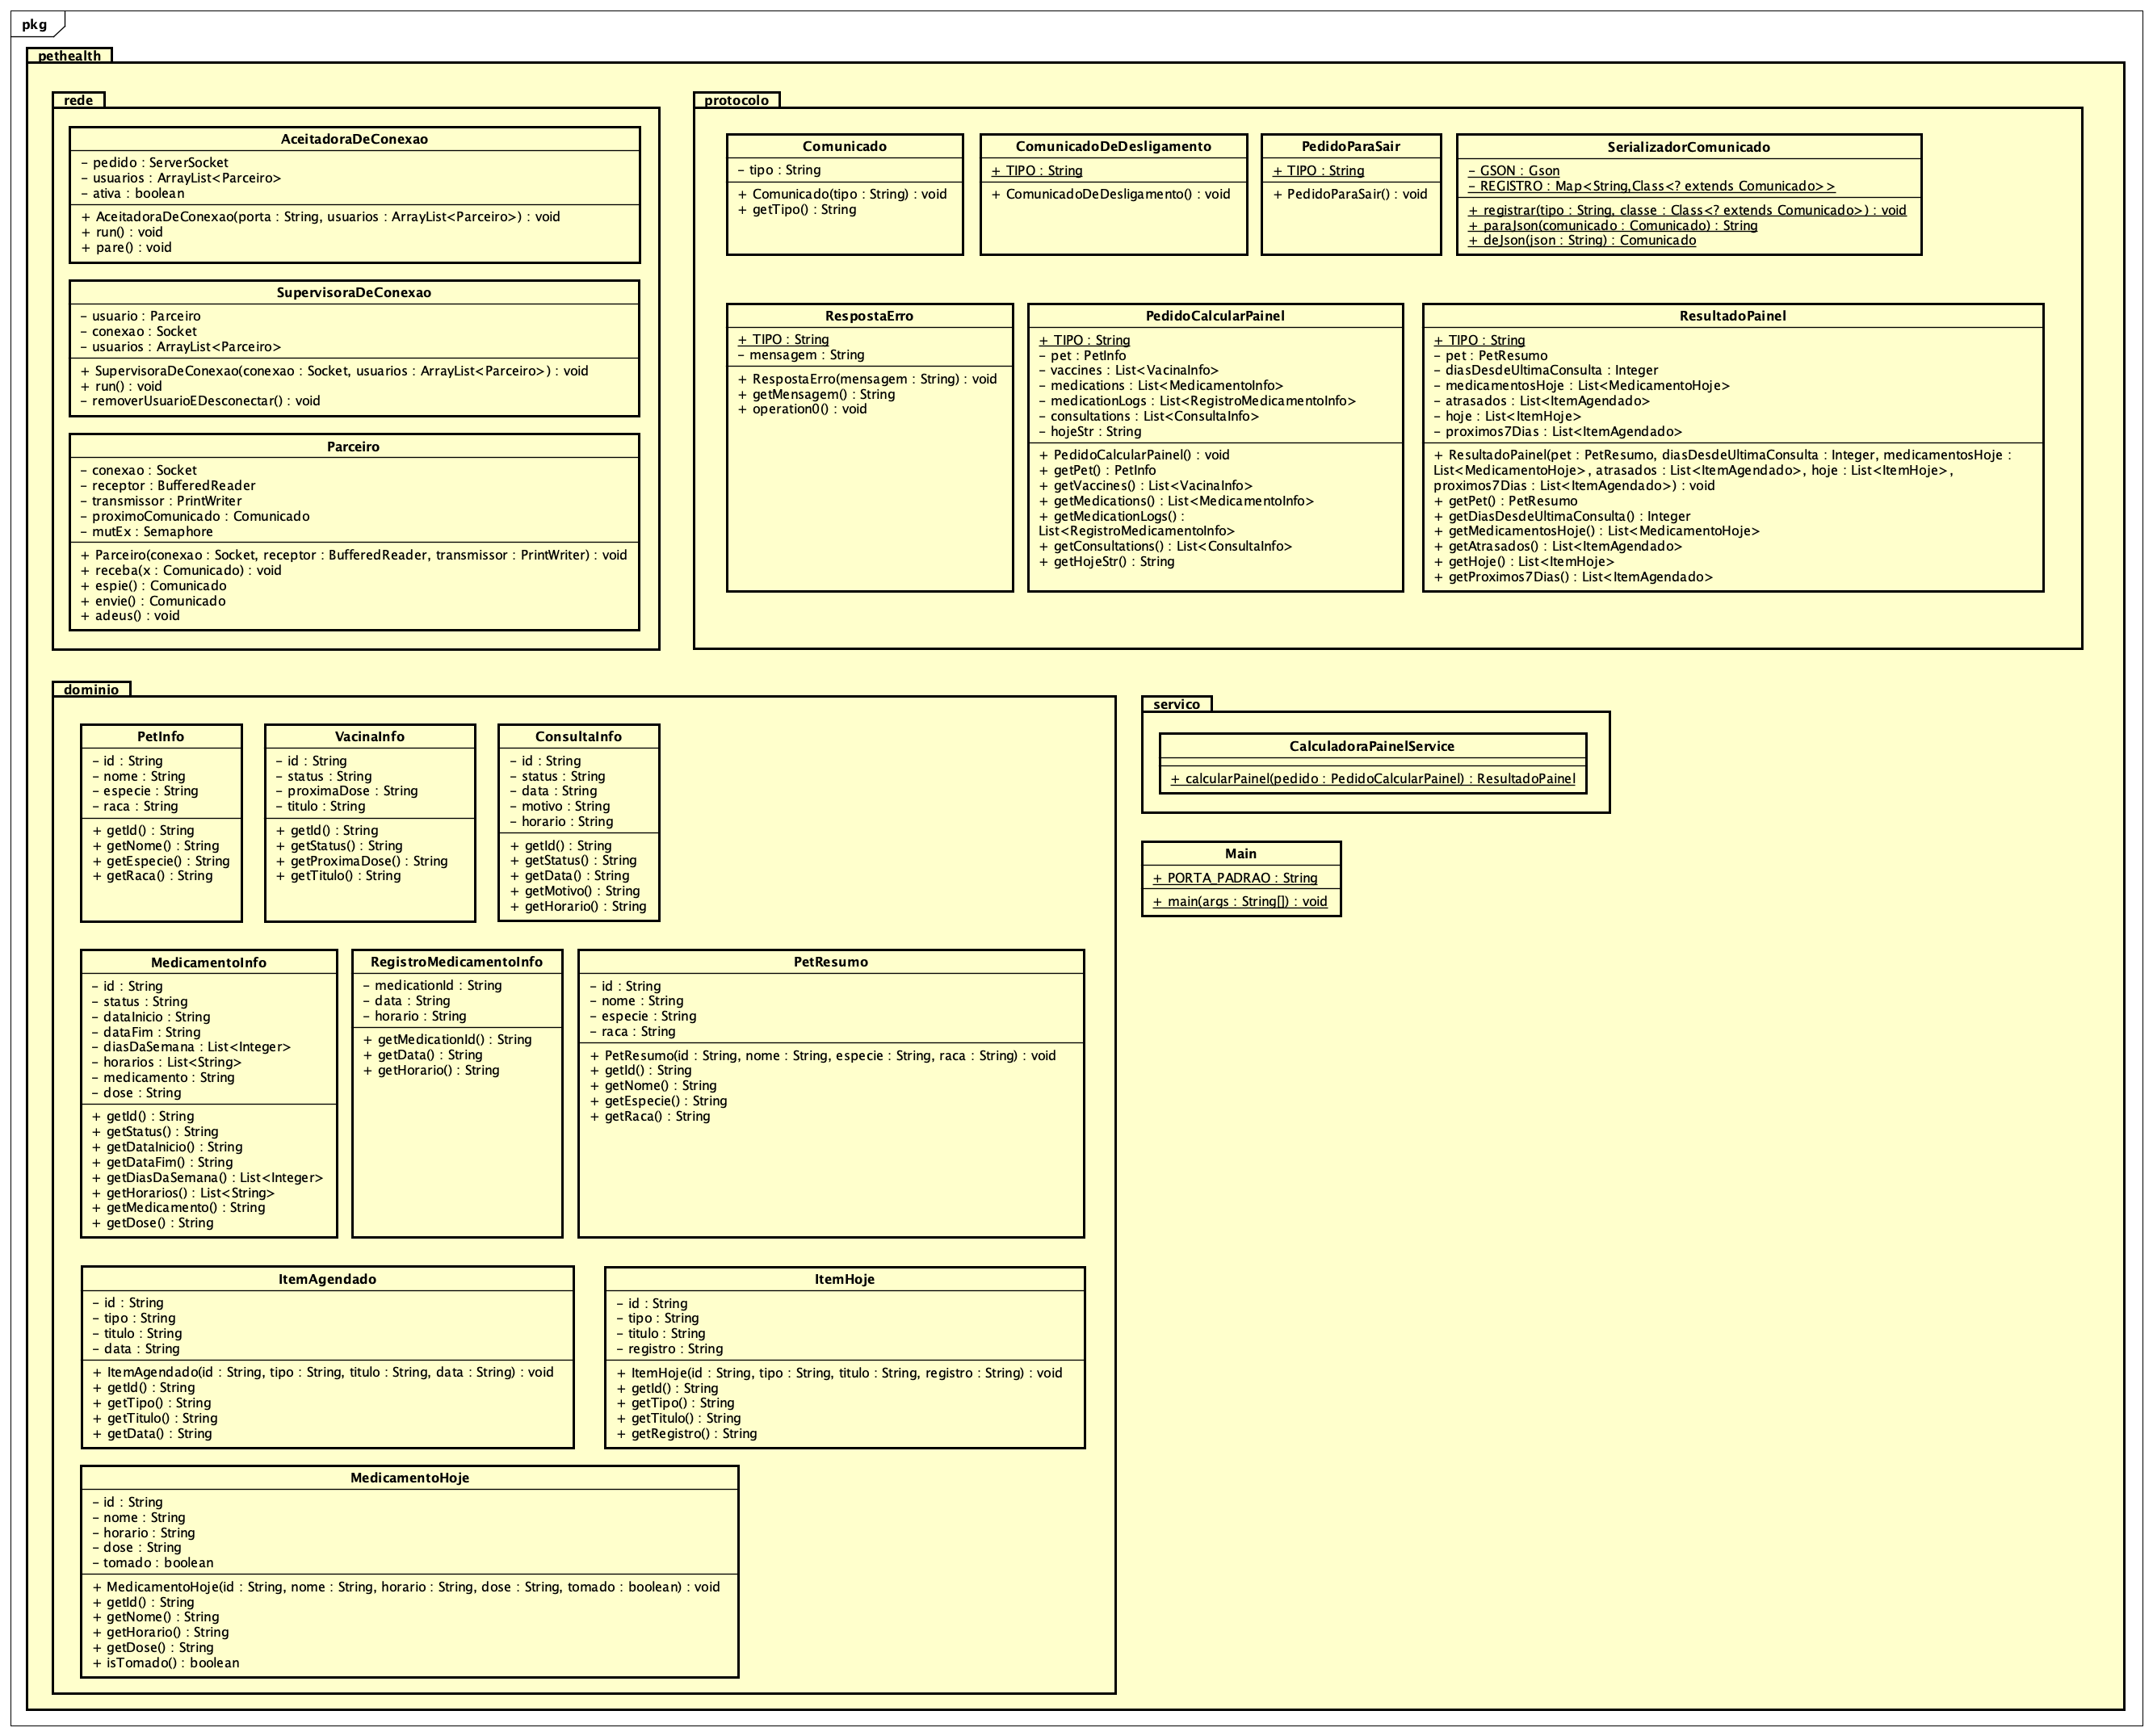 pkg
pethealth
rede
AceitadoraDeConexao
– pedido : ServerSocket
– usuarios : ArrayList<Parceiro>
– ativa : boolean
+ AceitadoraDeConexao(porta : String, usuarios : ArrayList<Parceiro>) : void
+ run() : void
+ pare() : void
SupervisoraDeConexao
– usuario : Parceiro
– conexao : Socket
– usuarios : ArrayList<Parceiro>
+ SupervisoraDeConexao(conexao : Socket, usuarios : ArrayList<Parceiro>) : void
+ run() : void
– removerUsuarioEDesconectar() : void
Parceiro
– conexao : Socket
– receptor : BufferedReader
– transmissor : PrintWriter
– proximoComunicado : Comunicado
– mutEx : Semaphore
+ Parceiro(conexao : Socket, receptor : BufferedReader, transmissor : PrintWriter) : void
+ receba(x : Comunicado) : void
+ espie() : Comunicado
+ envie() : Comunicado
+ adeus() : void
protocolo
Comunicado
– tipo : String
+ Comunicado(tipo : String) : void
+ getTipo() : String
ComunicadoDeDesligamento
+ TIPO : String
+ ComunicadoDeDesligamento() : void
PedidoParaSair
+ TIPO : String
+ PedidoParaSair() : void
SerializadorComunicado
– GSON : Gson
– REGISTRO : Map<String,Class<? extends Comunicado>>
+ registrar(tipo : String, classe : Class<? extends Comunicado>) : void
+ paraJson(comunicado : Comunicado) : String
+ deJson(json : String) : Comunicado
RespostaErro
+ TIPO : String
– mensagem : String
+ RespostaErro(mensagem : String) : void
+ getMensagem() : String
+ operation0() : void
PedidoCalcularPainel
+ TIPO : String
– pet : PetInfo
– vaccines : List<VacinaInfo>
– medications : List<MedicamentoInfo>
– medicationLogs : List<RegistroMedicamentoInfo>
– consultations : List<ConsultaInfo>
– hojeStr : String
+ PedidoCalcularPainel() : void
+ getPet() : PetInfo
+ getVaccines() : List<VacinaInfo>
+ getMedications() : List<MedicamentoInfo>
+ getMedicationLogs() :
List<RegistroMedicamentoInfo>
+ getConsultations() : List<ConsultaInfo>
+ getHojeStr() : String
ResultadoPainel
+ TIPO : String
– pet : PetResumo
– diasDesdeUltimaConsulta : Integer
– medicamentosHoje : List<MedicamentoHoje>
– atrasados : List<ItemAgendado>
– hoje : List<ItemHoje>
– proximos7Dias : List<ItemAgendado>
+ ResultadoPainel(pet : PetResumo, diasDesdeUltimaConsulta : Integer, medicamentosHoje :
List<MedicamentoHoje>, atrasados : List<ItemAgendado>, hoje : List<ItemHoje>,
proximos7Dias : List<ItemAgendado>) : void
+ getPet() : PetResumo
+ getDiasDesdeUltimaConsulta() : Integer
+ getMedicamentosHoje() : List<MedicamentoHoje>
+ getAtrasados() : List<ItemAgendado>
+ getHoje() : List<ItemHoje>
+ getProximos7Dias() : List<ItemAgendado>
dominio
PetInfo
– id : String
– nome : String
– especie : String
– raca : String
+ getId() : String
+ getNome() : String
+ getEspecie() : String
+ getRaca() : String
VacinaInfo
– id : String
– status : String
– proximaDose : String
– titulo : String
+ getId() : String
+ getStatus() : String
+ getProximaDose() : String
+ getTitulo() : String
ConsultaInfo
– id : String
– status : String
– data : String
– motivo : String
– horario : String
+ getId() : String
+ getStatus() : String
+ getData() : String
+ getMotivo() : String
+ getHorario() : String
MedicamentoInfo
– id : String
– status : String
– dataInicio : String
– dataFim : String
– diasDaSemana : List<Integer>
– horarios : List<String>
– medicamento : String
– dose : String
+ getId() : String
+ getStatus() : String
+ getDataInicio() : String
+ getDataFim() : String
+ getDiasDaSemana() : List<Integer>
+ getHorarios() : List<String>
+ getMedicamento() : String
+ getDose() : String
RegistroMedicamentoInfo
– medicationId : String
– data : String
– horario : String
+ getMedicationId() : String
+ getData() : String
+ getHorario() : String
PetResumo
– id : String
– nome : String
– especie : String
– raca : String
+ PetResumo(id : String, nome : String, especie : String, raca : String) : void
+ getId() : String
+ getNome() : String
+ getEspecie() : String
+ getRaca() : String
ItemAgendado
– id : String
– tipo : String
– titulo : String
– data : String
+ ItemAgendado(id : String, tipo : String, titulo : String, data : String) : void
+ getId() : String
+ getTipo() : String
+ getTitulo() : String
+ getData() : String
ItemHoje
– id : String
– tipo : String
– titulo : String
– registro : String
+ ItemHoje(id : String, tipo : String, titulo : String, registro : String) : void
+ getId() : String
+ getTipo() : String
+ getTitulo() : String
+ getRegistro() : String
MedicamentoHoje
– id : String
– nome : String
– horario : String
– dose : String
– tomado : boolean
+ MedicamentoHoje(id : String, nome : String, horario : String, dose : String, tomado : boolean) : void
+ getId() : String
+ getNome() : String
+ getHorario() : String
+ getDose() : String
+ isTomado() : boolean
servico
CalculadoraPainelService
+ calcularPainel(pedido : PedidoCalcularPainel) : ResultadoPainel
Main
+ PORTA_PADRAO : String
+ main(args : String[]) : void